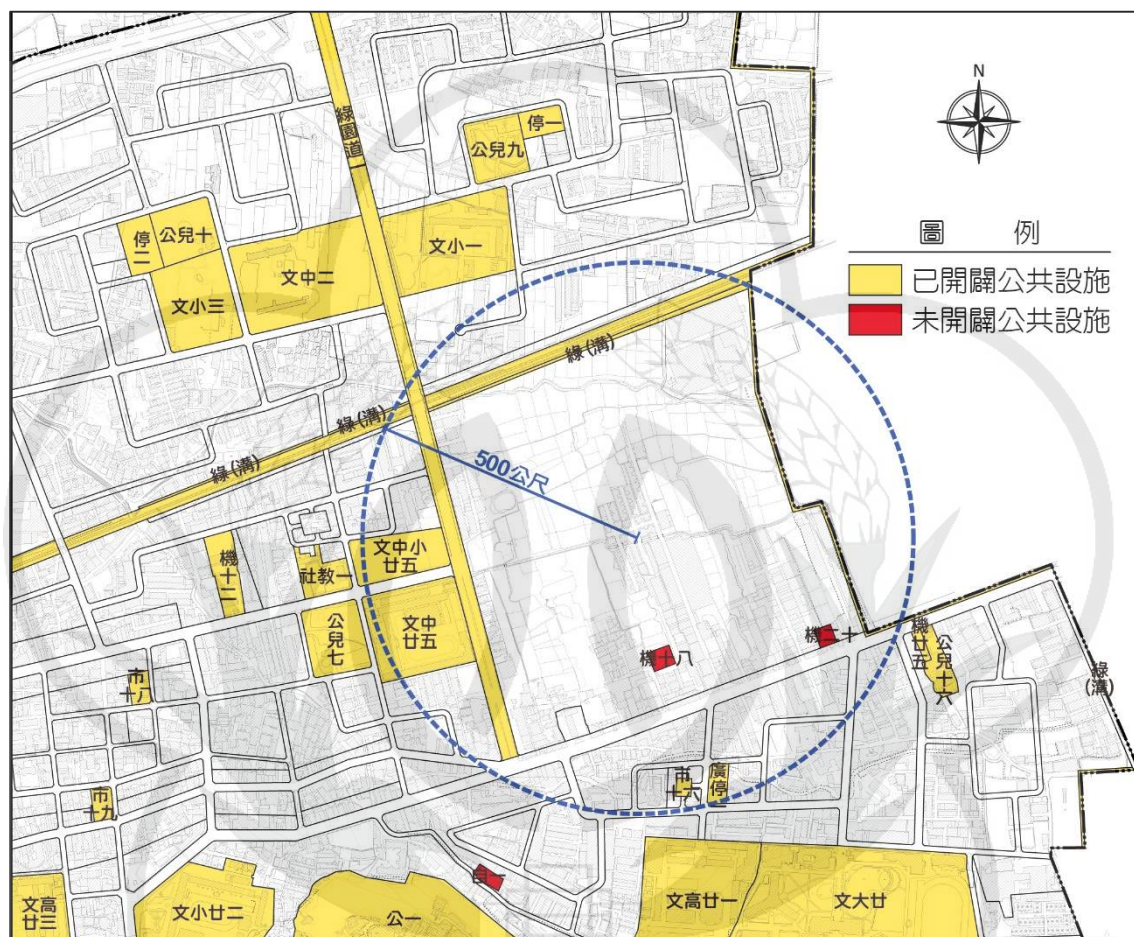 N
圖 例
已開闢公共設施
未開闢公共設施
綠園道一
停一
公兒九
停二
公兒十
文小三
文中二
文小一
綠(溝)
綠(溝)
綠(溝)
500公尺
機十二
社教一
文中小
廿五
公兒七
文中
廿五
機十八
機二十
機廿五
公兒十六
綠(溝)
市
十八
市
十九
市
十六
廣停
文高
廿三
文小廿二
公一
文高廿一
文大廿